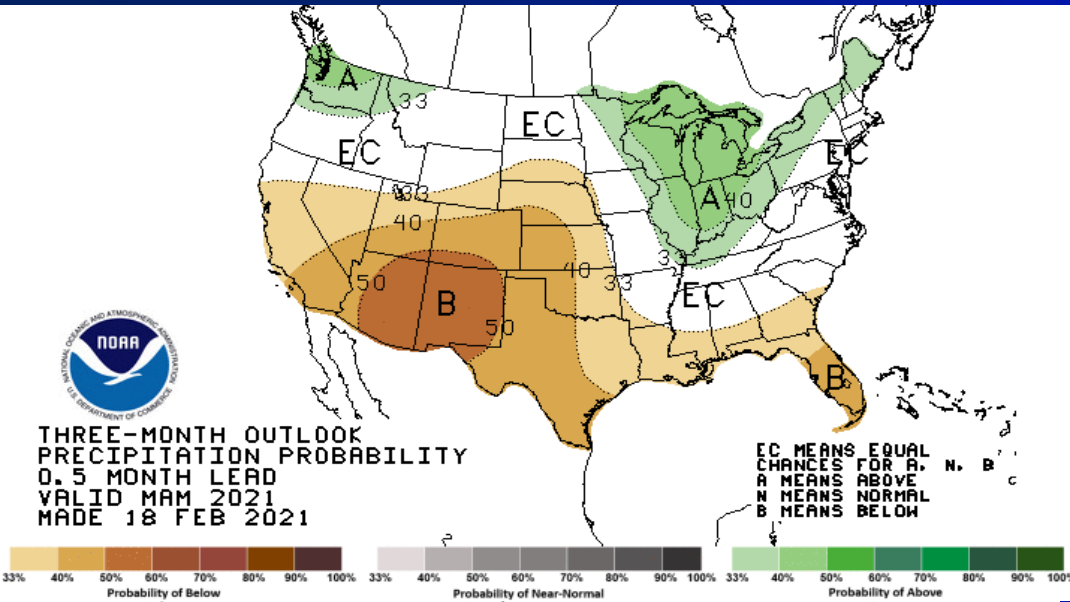 A
33
EC
EC
EC
A 40
33
40
3
50
40
33
EC
B
50
B
NATIONAL OCEANIC AND ATMOSPHERIC ADMINISTRATION
NOAA
U.S. DEPARTMENT OF COMMERCE
THREE-MONTH OUTLOOK
PRECIPITATION PROBABILITY
0.5 MONTH LEAD
VALID MAM 2021
MADE 18 FEB 2021
EC MEANS EQUAL
CHANCES FOR A, N, B
A MEANS ABOVE
N MEANS NORMAL
B MEANS BELOW
33% 40% 50% 60% 70% 80% 90% 100%
Probability of Below
33% 40% 50% 60% 70% 80% 90% 100%
Probability of Near-Normal
33% 40% 50% 60% 70% 80% 90% 100%
Probability of Above